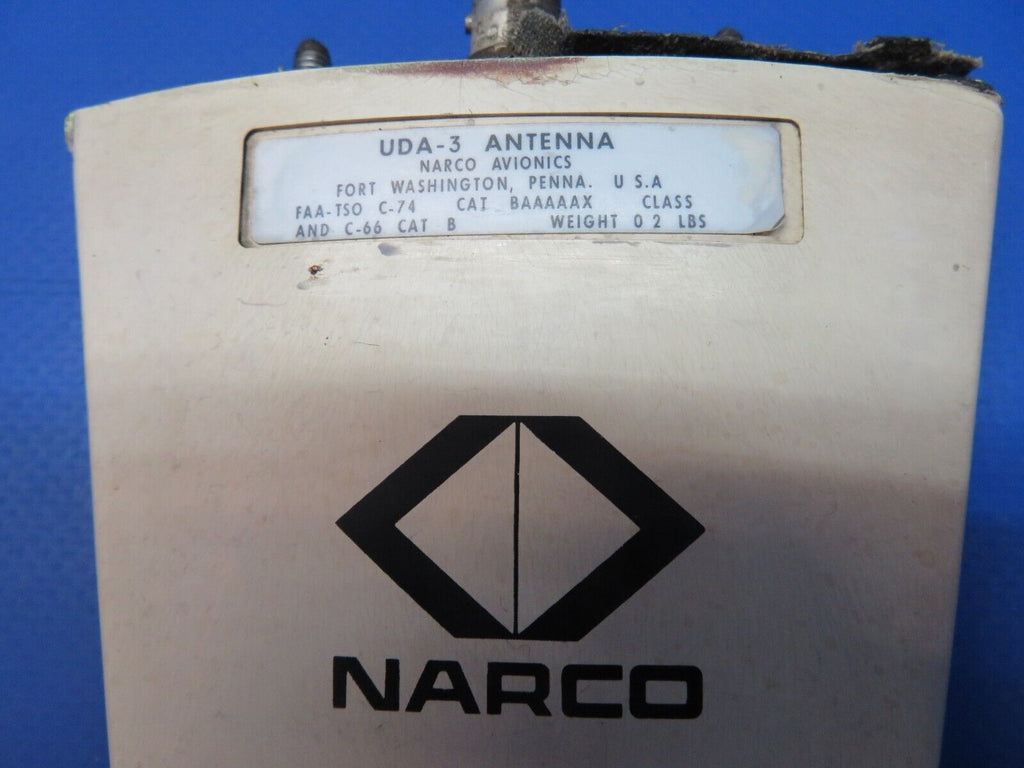 UDA-3 ANTENNA
NARCO AVIONICS
FORT WASHINGTON, PENNA. U S.A
FAA-TSO C-74 CAT BAAAAAX CLASS
AND C-66 CAT B WEIGHT 0 2 LBS
NARCO